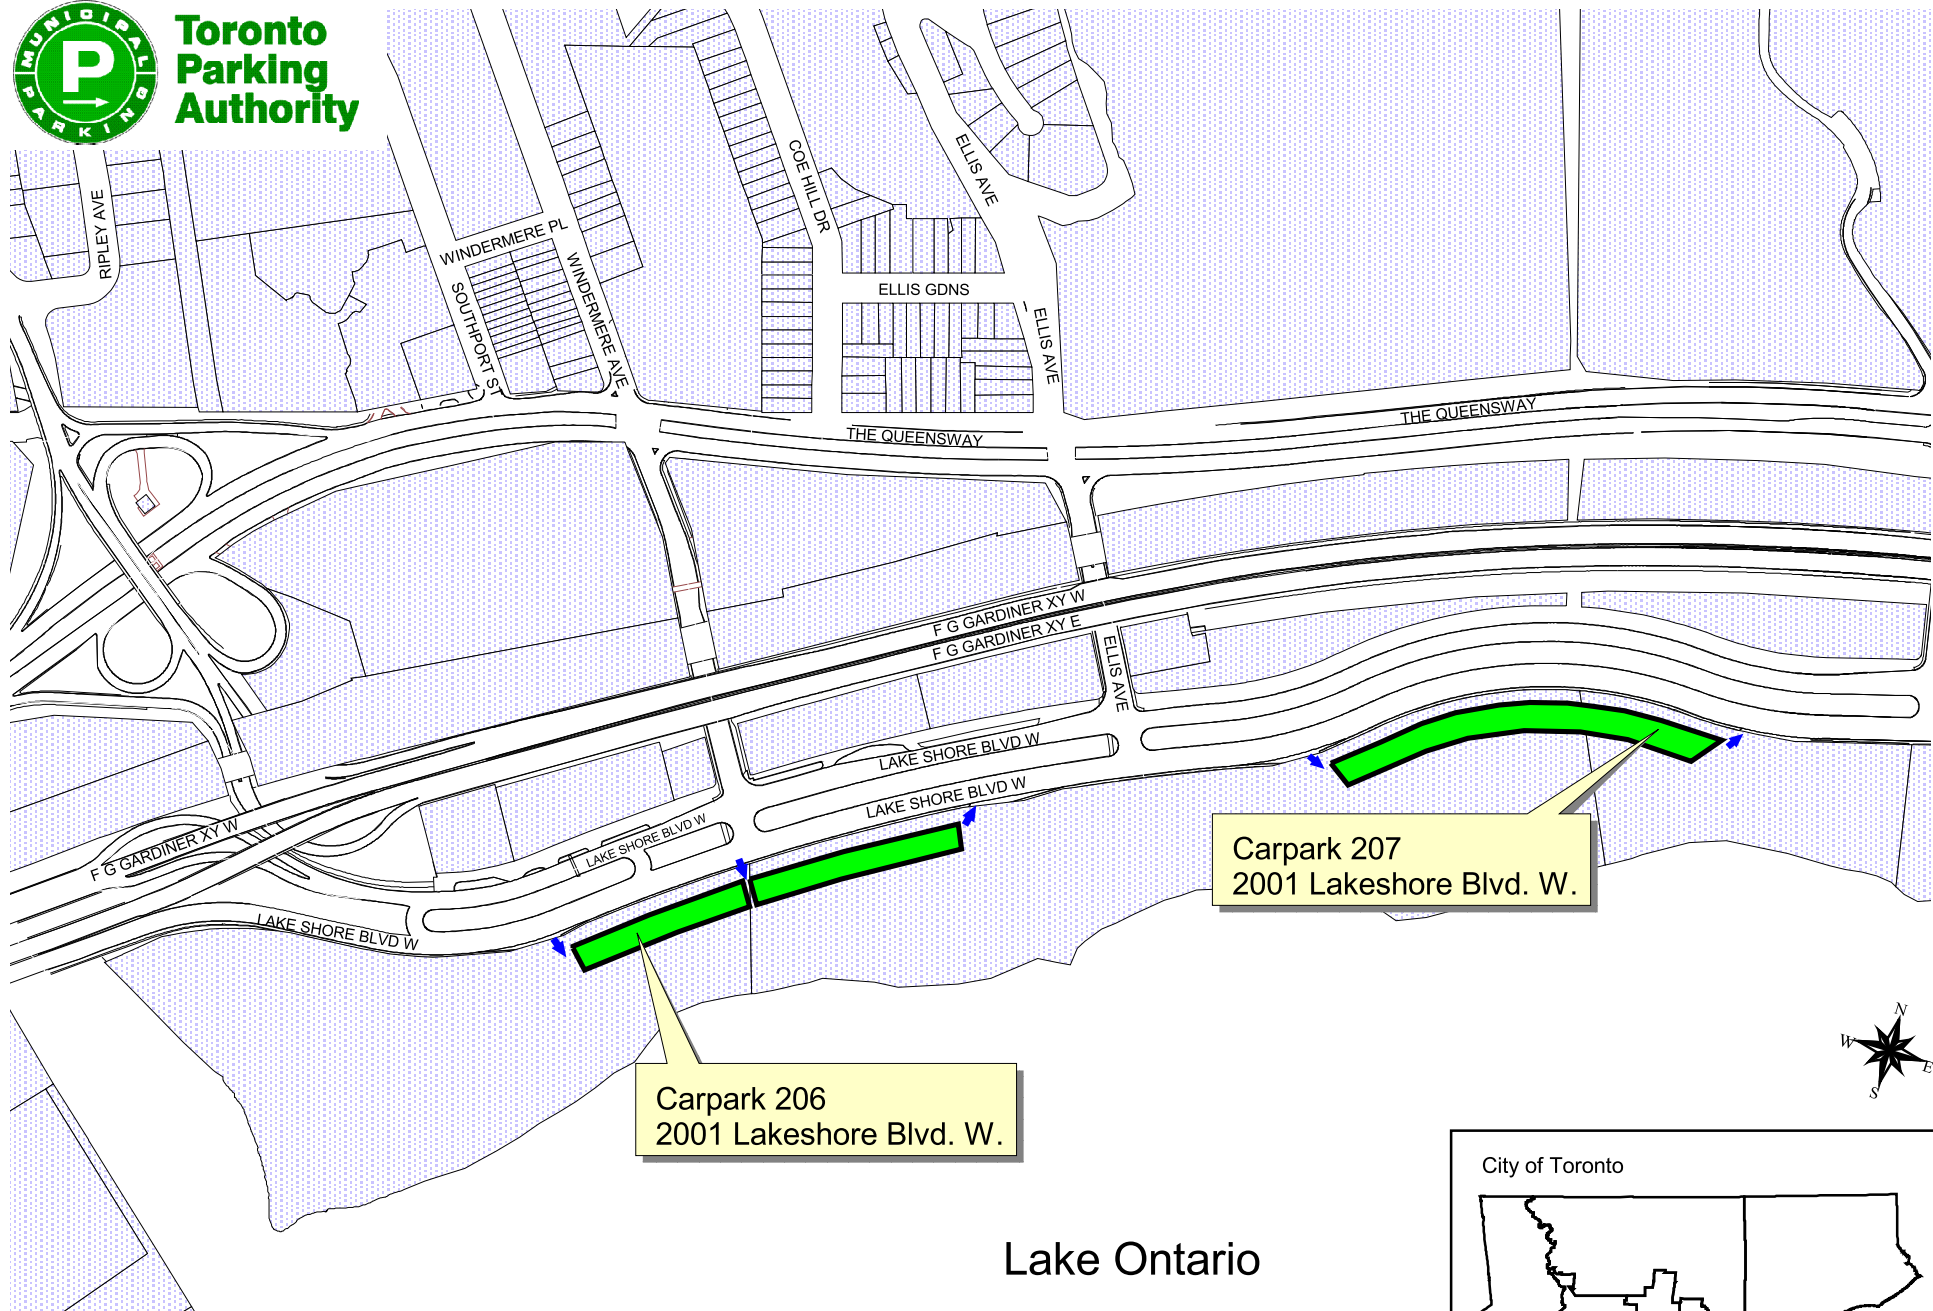 MUNICIPAL
P
PARKING
Toronto
Parking
Authority
RIPLEY AVE
WINDERMERE PL
SOUTHPORT ST
WINDERMERE AVE
COE HILL DR
ELLIS AVE
ELLIS GDNS
ELLIS AVE
THE QUEENSWAY
THE QUEENSWAY
F G GARDINER XY W
F G GARDINER XY E
ELLIS AVE
LAKE SHORE BLVD W
LAKE SHORE BLVD W
LAKE SHORE BLVD W
F G GARDINER XY W
LAKE SHORE BLVD W
Carpark 207
2001 Lakeshore Blvd. W.
Carpark 206
2001 Lakeshore Blvd. W.
N
W
E
S
City of Toronto
Lake Ontario